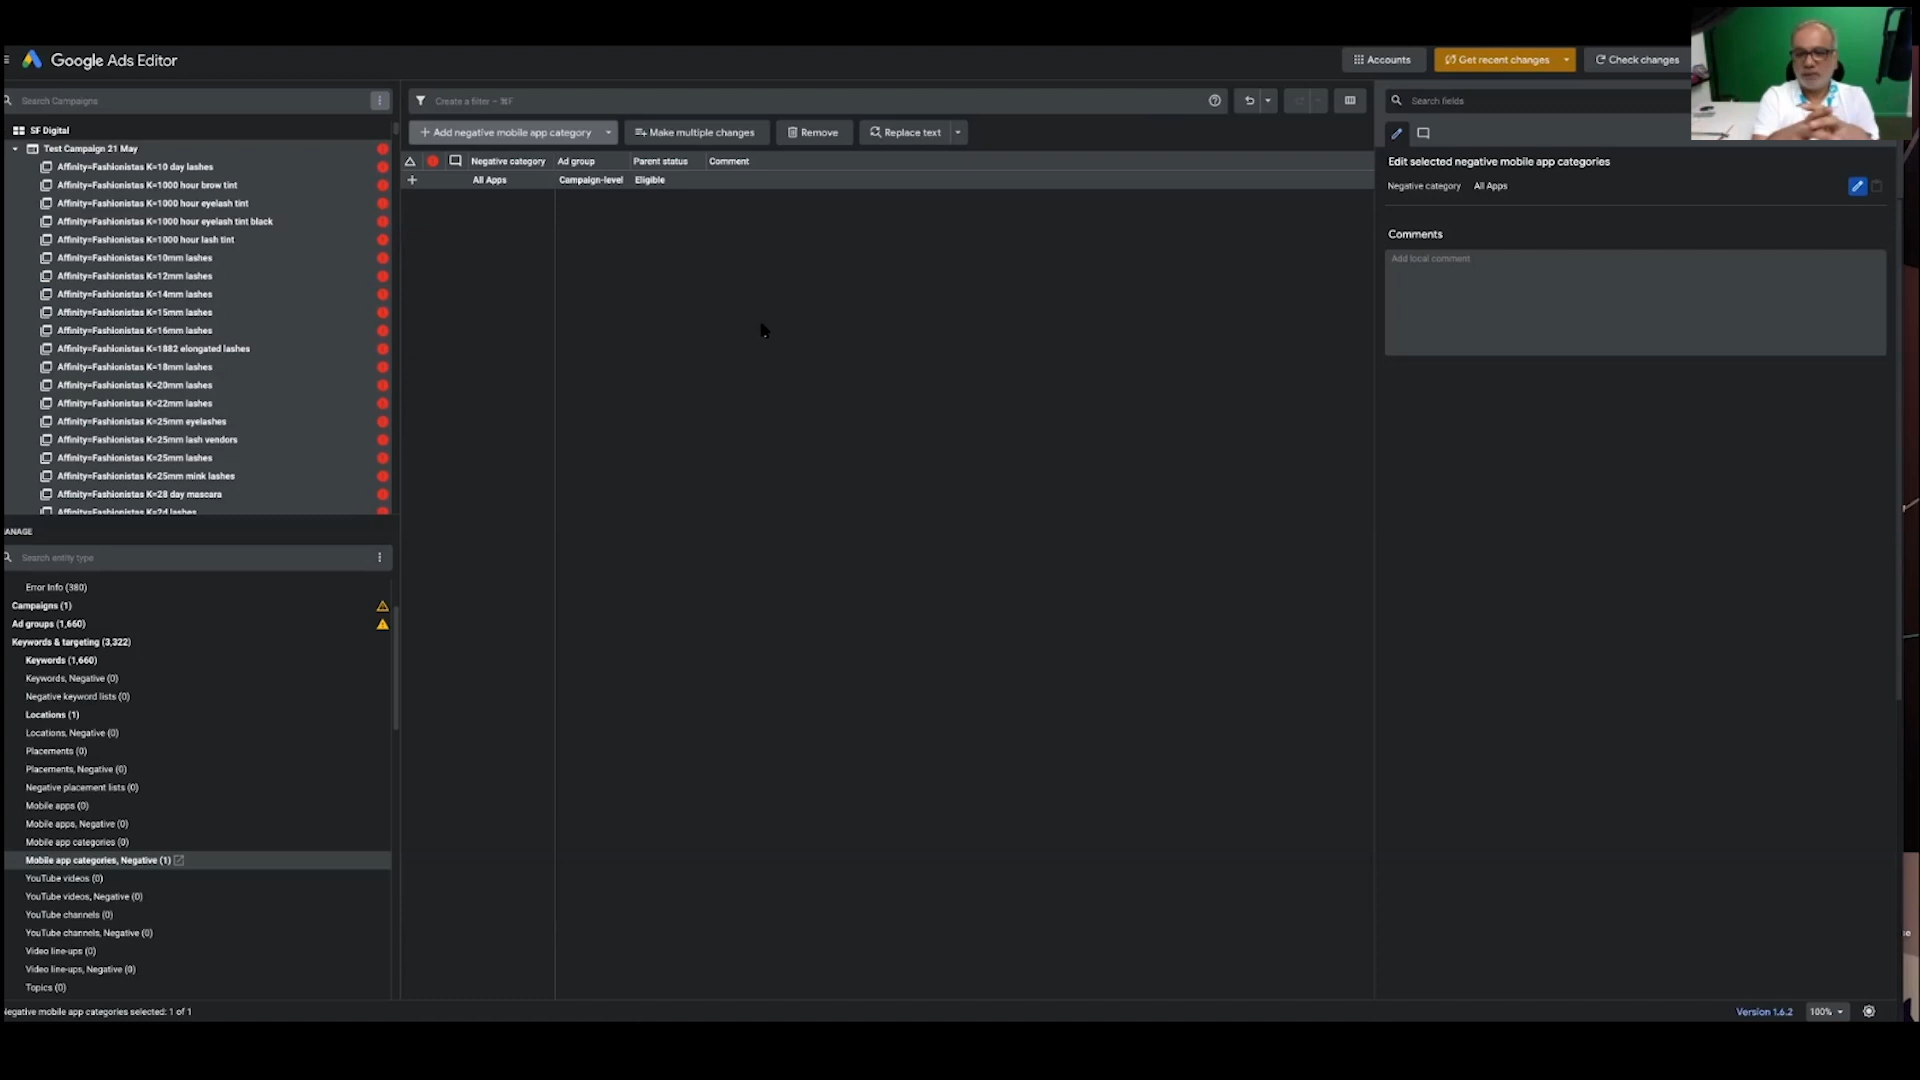 Google Ads Editor
Accounts
Get recent changes
Check changes
Search Campaigns
Create a filter – ⌘F
Search fields
SF Digital
Add negative mobile app category
Make multiple changes
Remove
Replace text
Test Campaign 21 May
Negative category
Ad group
Parent status
Comment
Edit selected negative mobile app categories
All Apps
Campaign-level
Eligible
Negative category
All Apps
Comments
Add local comment
Affinity=Fashionistas K=10 day lashes
Affinity=Fashionistas K=1000 hour brow tint
Affinity=Fashionistas K=1000 hour eyelash tint
Affinity=Fashionistas K=1000 hour eyelash tint black
Affinity=Fashionistas K=1000 hour lash tint
Affinity=Fashionistas K=10mm lashes
Affinity=Fashionistas K=12mm lashes
Affinity=Fashionistas K=14mm lashes
Affinity=Fashionistas K=15mm lashes
Affinity=Fashionistas K=16mm lashes
Affinity=Fashionistas K=1882 elongated lashes
Affinity=Fashionistas K=18mm lashes
Affinity=Fashionistas K=20mm lashes
Affinity=Fashionistas K=22mm lashes
Affinity=Fashionistas K=25mm eyelashes
Affinity=Fashionistas K=25mm lash vendors
Affinity=Fashionistas K=25mm lashes
Affinity=Fashionistas K=25mm mink lashes
Affinity=Fashionistas K=28 day mascara
Affinity=Fashionistas K=2d lashes
ANAGE
Search entity type
Error Info (380)
Campaigns (1)
Ad groups (1,660)
Keywords & targeting (3,322)
Keywords (1,660)
Keywords, Negative (0)
Negative keyword lists (0)
Locations (1)
Locations, Negative (0)
Placements (0)
Placements, Negative (0)
Negative placement lists (0)
Mobile apps (0)
Mobile apps, Negative (0)
Mobile app categories (0)
Mobile app categories, Negative (1)
YouTube videos (0)
YouTube videos, Negative (0)
YouTube channels (0)
YouTube channels, Negative (0)
Video line-ups (0)
Video line-ups, Negative (0)
Topics (0)
egative mobile app categories selected: 1 of 1
Version 1.6.2
100%